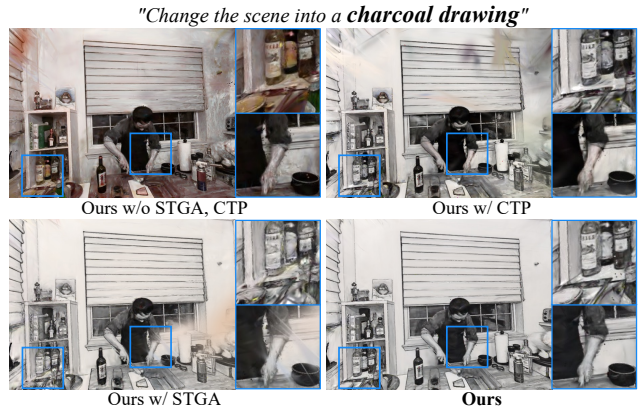 "Change the scene into a charcoal drawing"
Ours w/o STGA, CTP
Ours w/ CTP
Ours w/ STGA
Ours